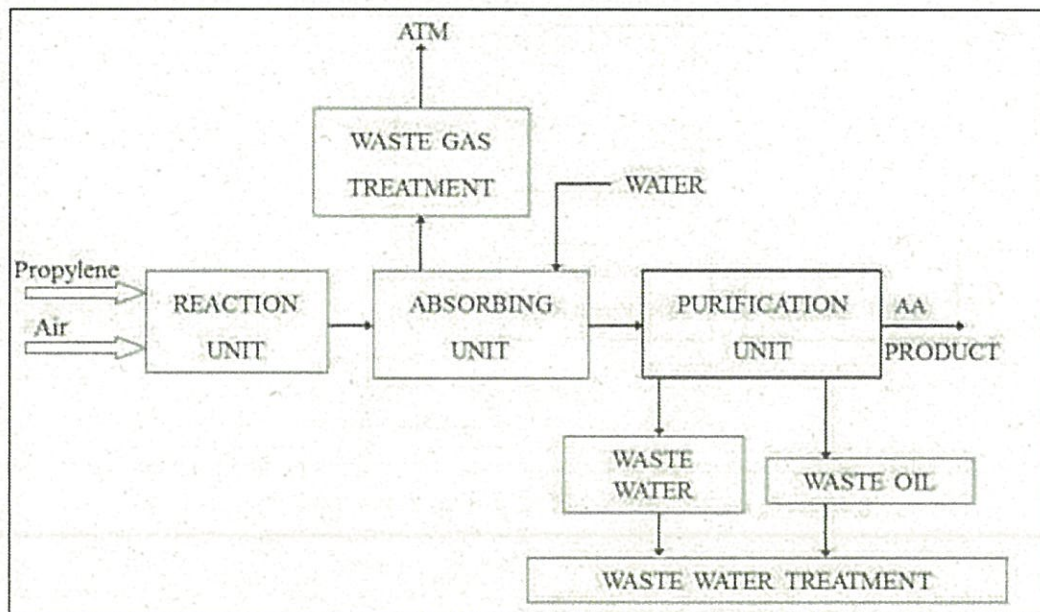 ATM
WASTE GAS
TREATMENT
WATER
Propylene
Air
REACTION
UNIT
ABSORBING
UNIT
PURIFICATION
UNIT
AA
PRODUCT
WASTE
WATER
WASTE OIL
WASTE WATER TREATMENT